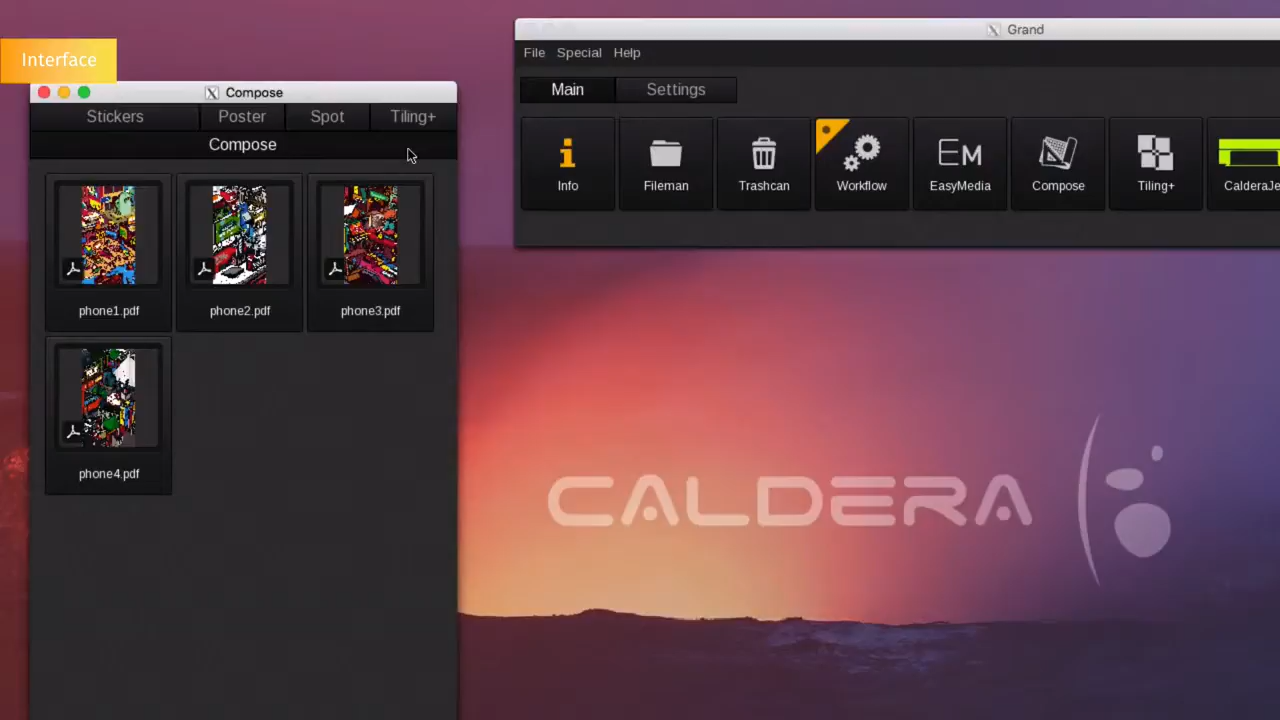 Interface
Compose
Stickers
Poster
Spot
Tiling+
Compose
phone1.pdf
phone2.pdf
phone3.pdf
phone4.pdf
Grand
File Special Help
Main
Settings
Info
Fileman
Trashcan
Workflow
EM
EasyMedia
Compose
Tiling+
CalderaJe
CALDERA